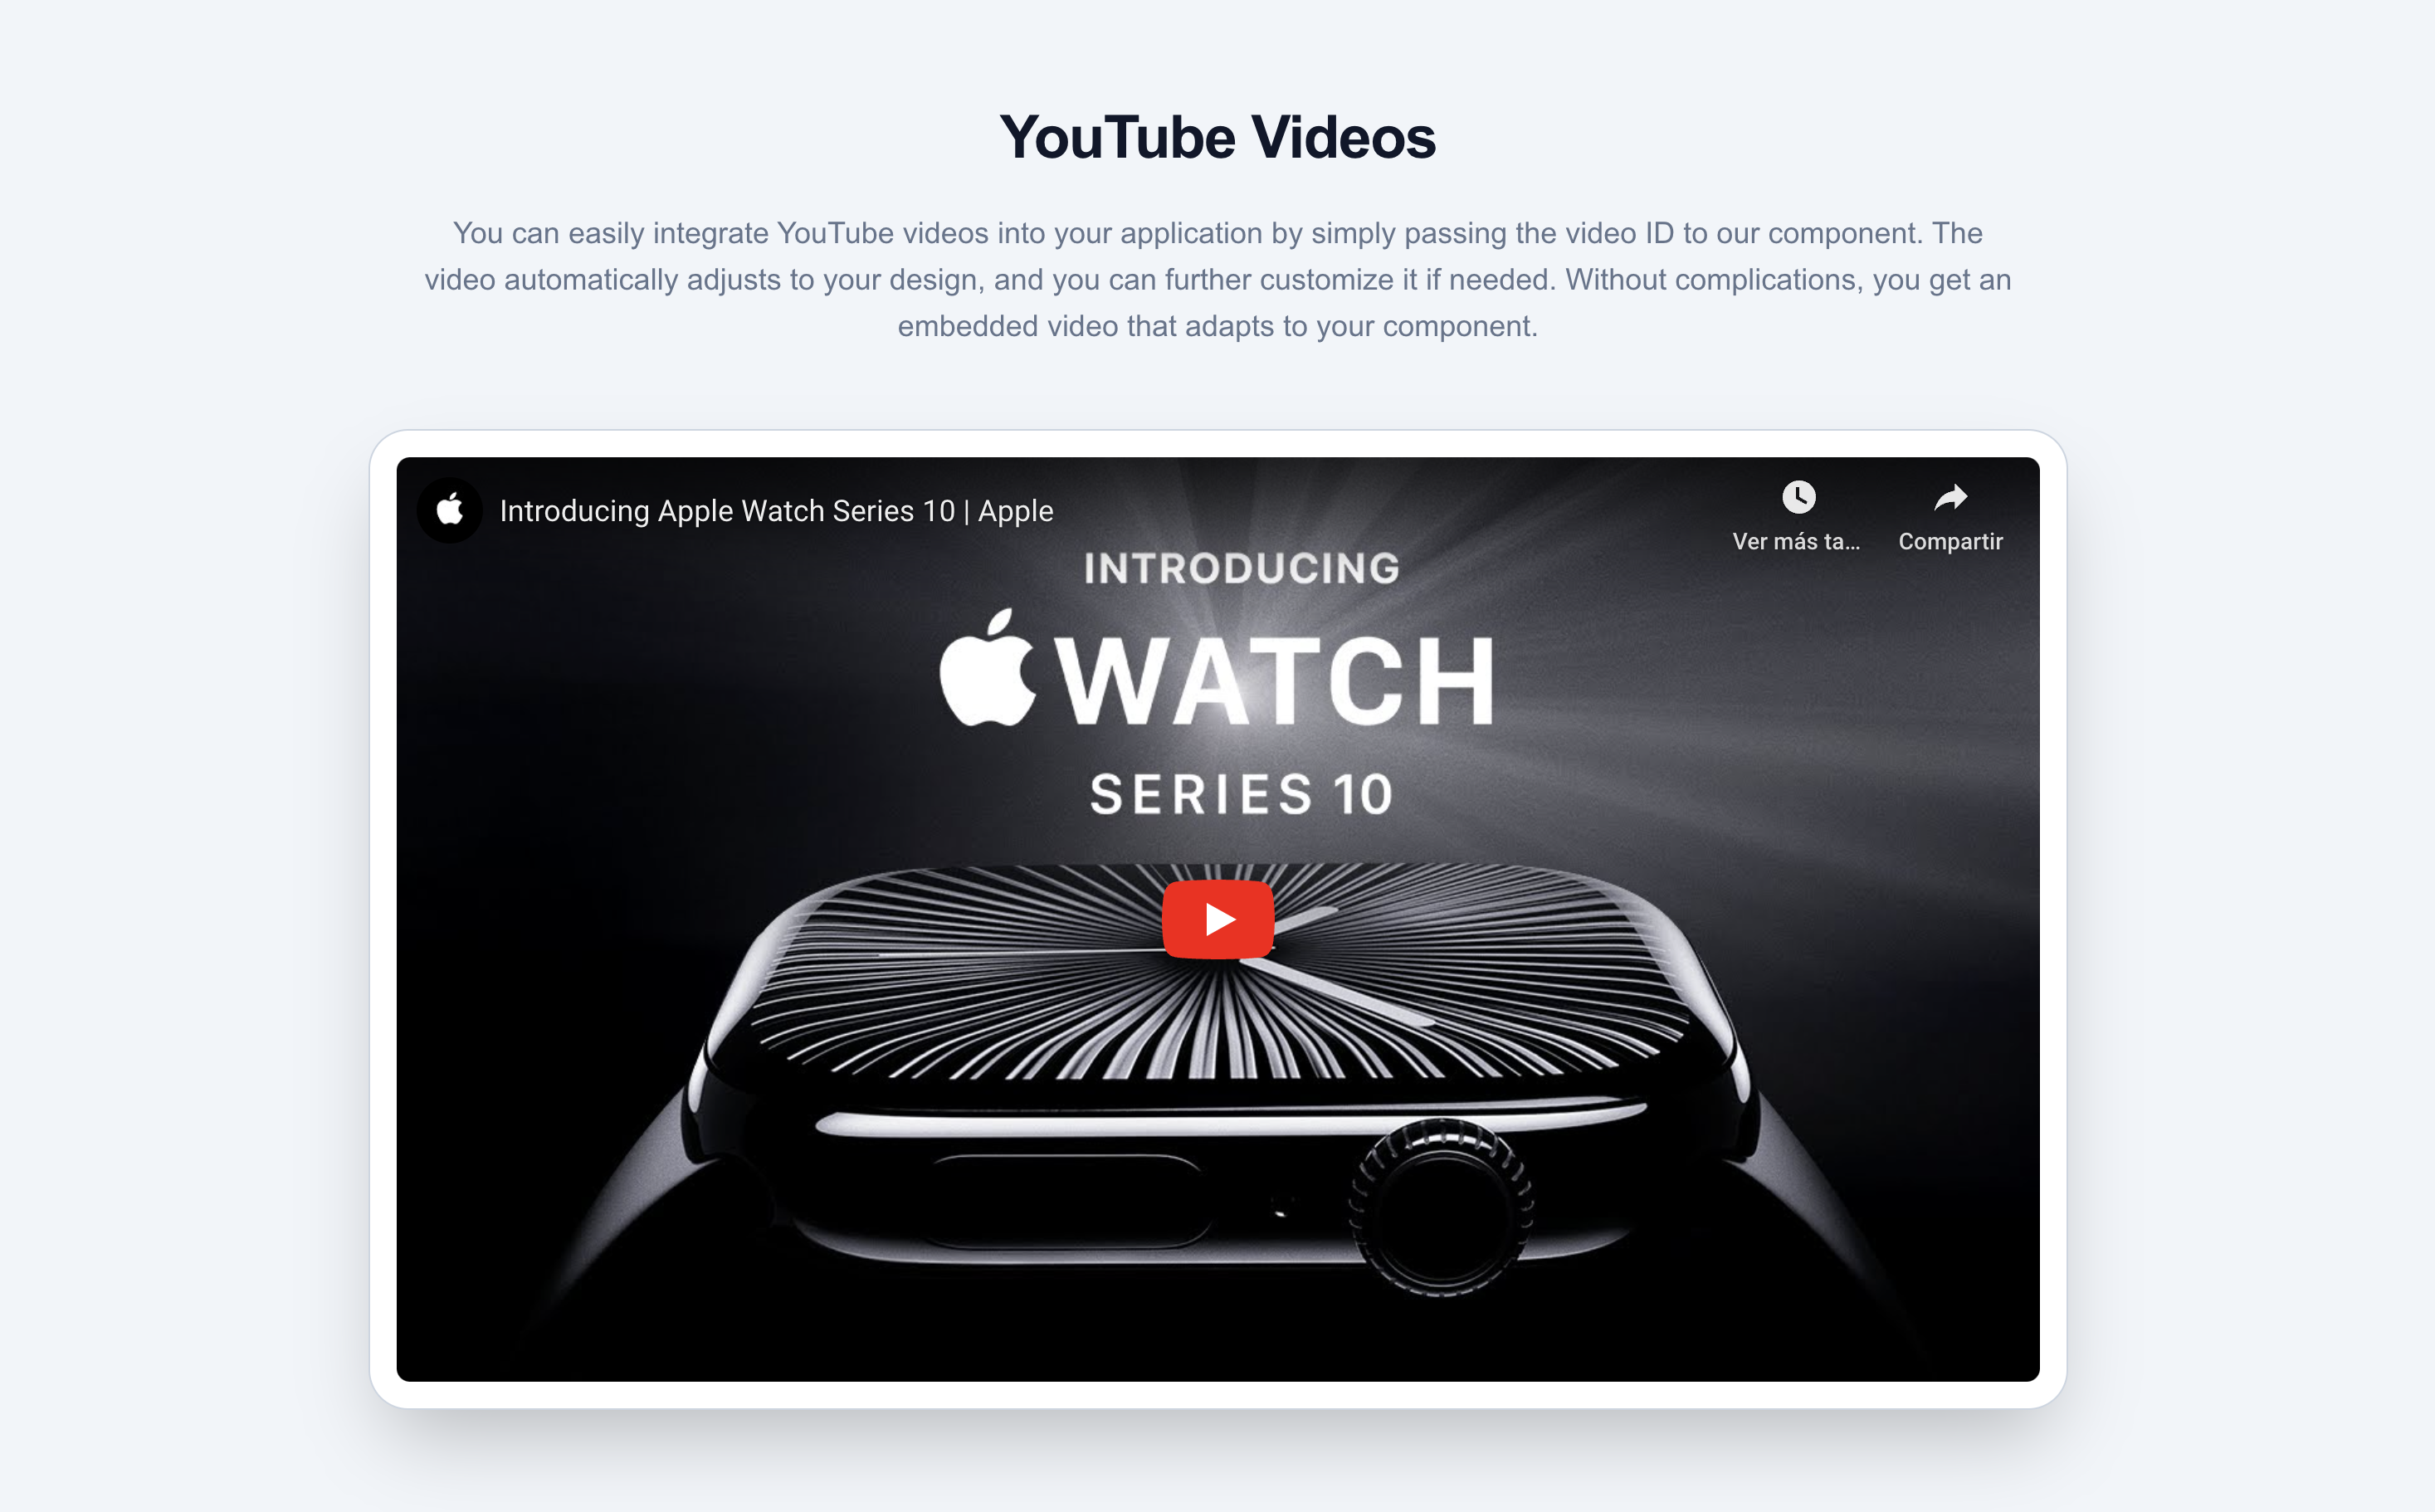 YouTube Videos
You can easily integrate YouTube videos into your application by simply passing the video ID to our component. The
video automatically adjusts to your design, and you can further customize it if needed. Without complications, you get an
embedded video that adapts to your component.
Introducing Apple Watch Series 10 | Apple
Ver más ta...
Compartir
INTRODUCING
WATCH
SERIES 10